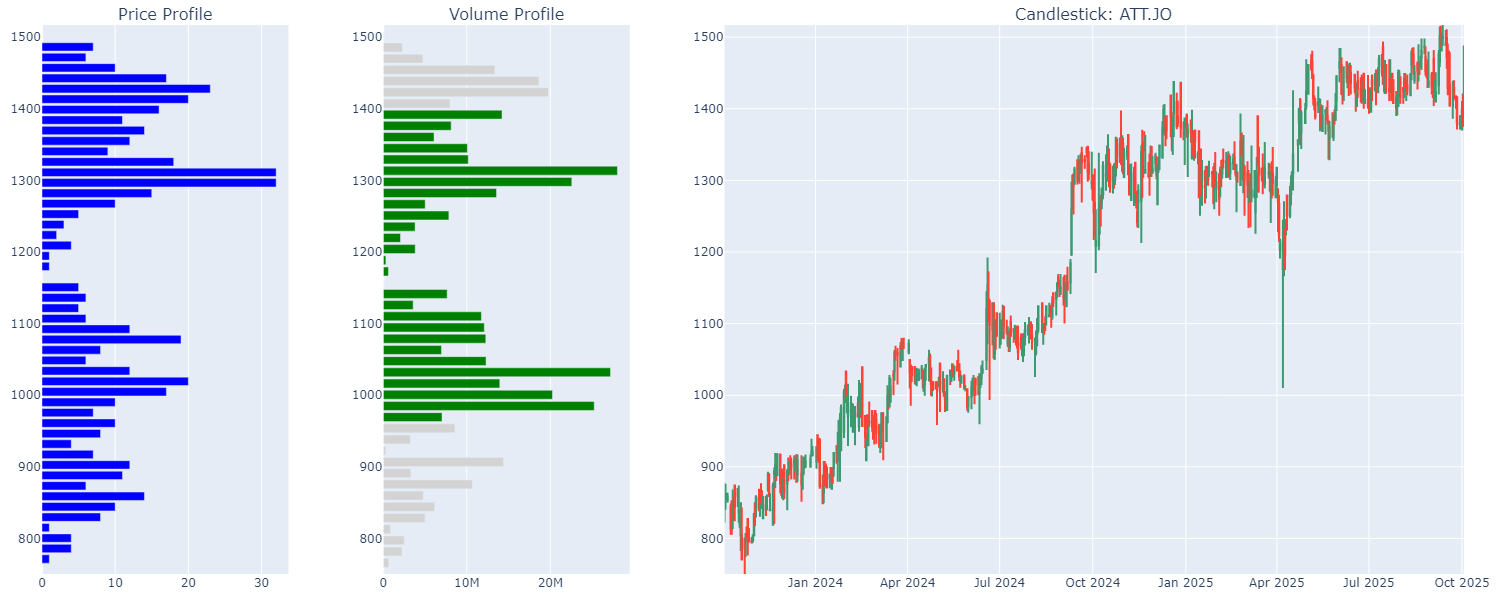 Price Profile
Volume Profile
Candlestick: ATT.JO
1500
1400
1300
1200
1100
1000
900
800
0
10
20
30
1500
1400
1300
1200
1100
1000
900
800
0
10M
20M
1500
1400
1300
1200
1100
1000
900
800
Jan 2024
Apr 2024
Jul 2024
Oct 2024
Jan 2025
Apr 2025
Jul 2025
Oct 2025